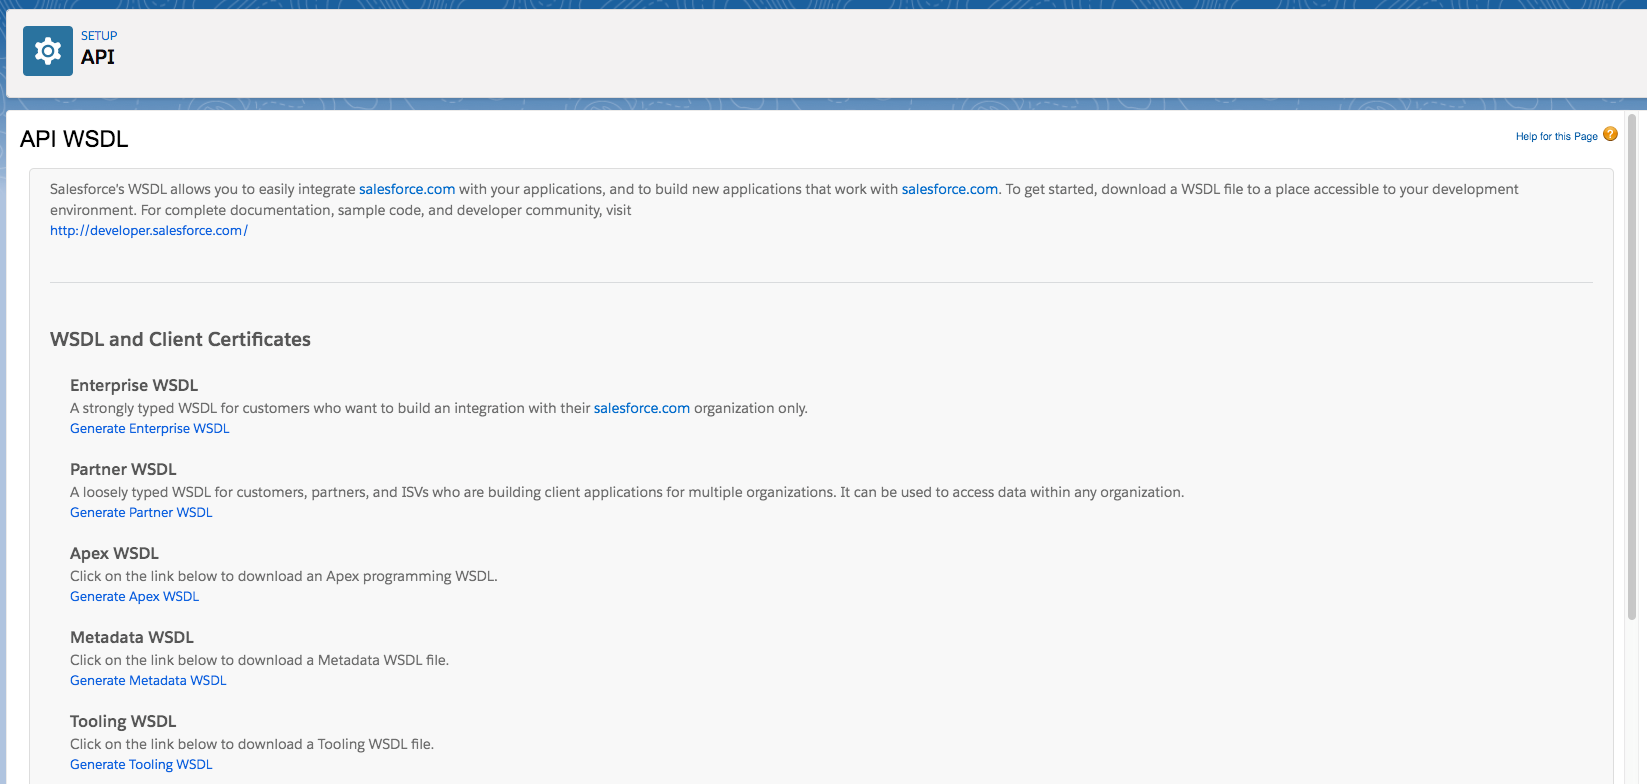 SETUP
API
API WSDL
Help for this Page ?
Salesforce's WSDL allows you to easily integrate salesforce.com with your applications, and to build new applications that work with salesforce.com. To get started, download a WSDL file to a place accessible to your development
environment. For complete documentation, sample code, and developer community, visit
http://developer.salesforce.com/
WSDL and Client Certificates
Enterprise WSDL
A strongly typed WSDL for customers who want to build an integration with their salesforce.com organization only.
Generate Enterprise WSDL
Partner WSDL
A loosely typed WSDL for customers, partners, and ISVs who are building client applications for multiple organizations. It can be used to access data within any organization.
Generate Partner WSDL
Apex WSDL
Click on the link below to download an Apex programming WSDL.
Generate Apex WSDL
Metadata WSDL
Click on the link below to download a Metadata WSDL file.
Generate Metadata WSDL
Tooling WSDL
Click on the link below to download a Tooling WSDL file.
Generate Tooling WSDL